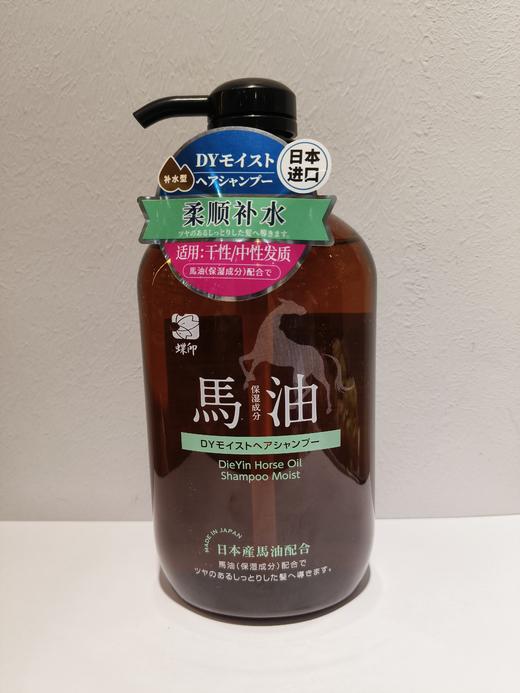 DYモイスト
ヘアシャンプー
补水型
日本
进口
柔顺补水
ツヤのあるしっとりした髪へ導きます。
适用:干性/中性发质
馬油(保湿成分)配合で
蝶印
馬油
保湿成分
DYモイストヘアシャンプー
DieYin Horse Oil
Shampoo Moist
MADE IN JAPAN
日本産馬油配合
馬油(保湿成分)配合で
ツヤのあるしっとりした髪へ導きます。